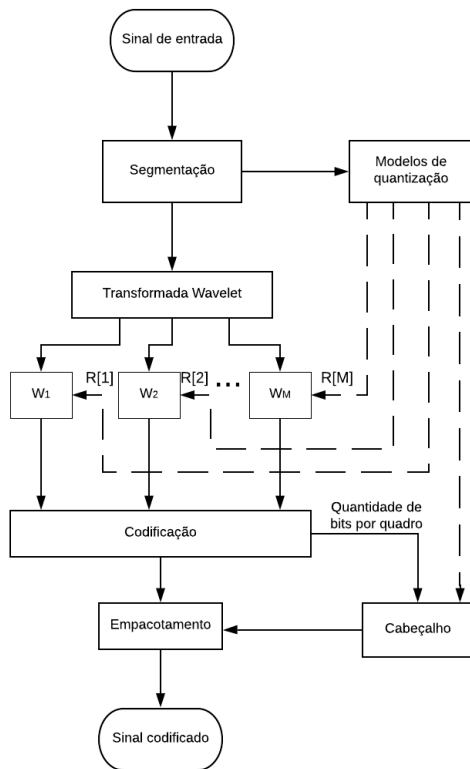 Sinal de entrada
Segmentação
Modelos de
quantização
Transformada Wavelet
W1
R[1]
W2
R[2]
...
WM
R[M]
Quantidade de
bits por quadro
Codificação
Empacotamento
Cabeçalho
Sinal codificado